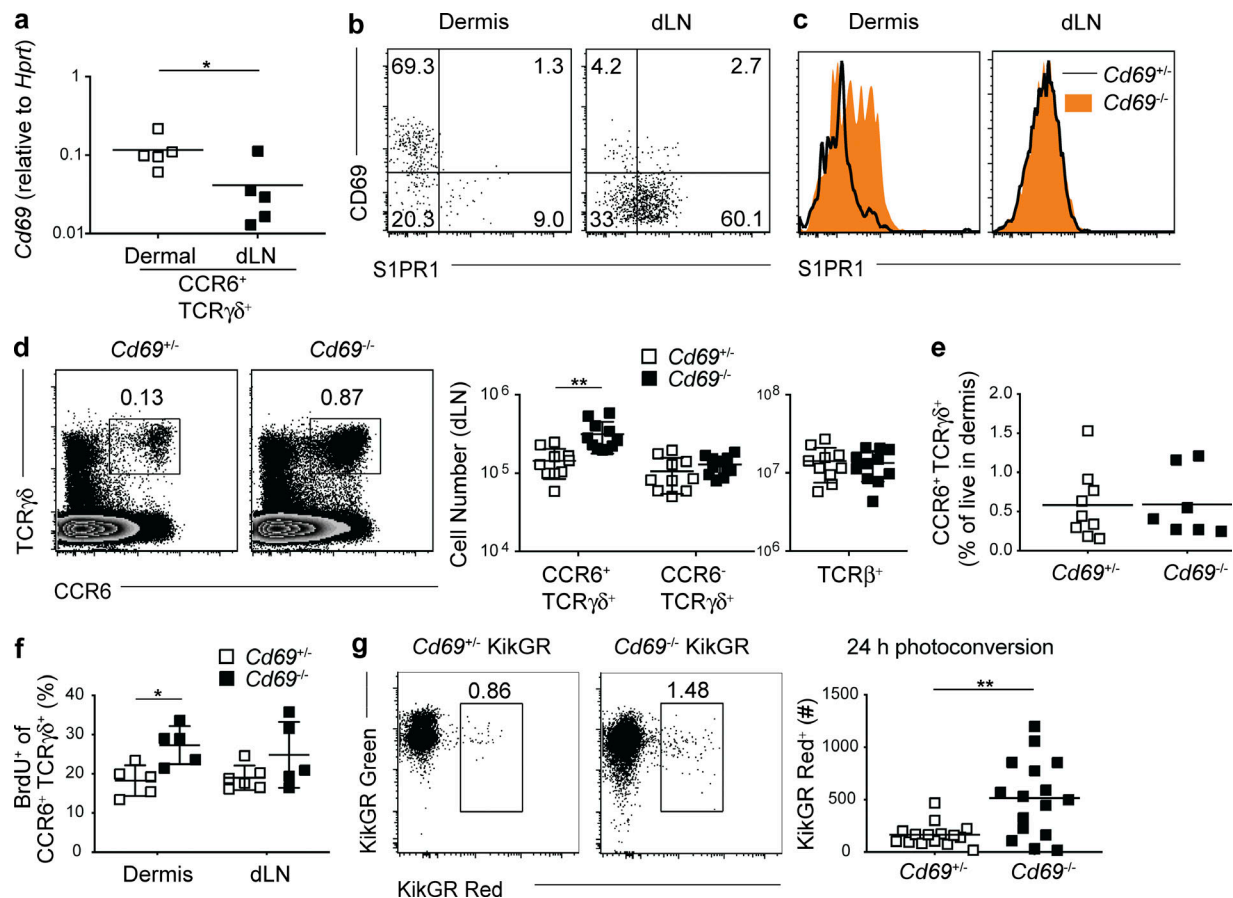 a
Cd69 (relative to Hprt)
1
0.1
0.01
*
Dermal dLN
CCR6+
TCRγδ+
b
Dermis dLN
CD69
69.3 1.3
20.3 9.0
4.2 2.7
33 60.1
S1PR1
c
Dermis dLN
Cd69+/-
Cd69-/-
S1PR1
d
Cd69+/- Cd69-/-
TCRγδ
0.13 0.87
CCR6
Cell Number (dLN)
10^6
10^5
10^4
**
Cd69+/-
Cd69-/-
CCR6+ CCR6-
TCRγδ+ TCRγδ+
10^8
10^7
10^6
TCRβ+
e
CCR6+ TCRγδ+
(% of live in dermis)
2.0
1.5
1.0
0.5
0.0
Cd69+/- Cd69-/-
f
Cd69+/-
Cd69-/-
BrdU+ of
CCR6+ TCRγδ+ (%)
40
30
20
10
0
*
Dermis dLN
g
Cd69+/- KikGR Cd69-/- KikGR
KikGR Green
0.86 1.48
KikGR Red
24 h photoconversion
KikGR Red+ (#)
1500
1000
500
0
**
Cd69+/- Cd69-/-